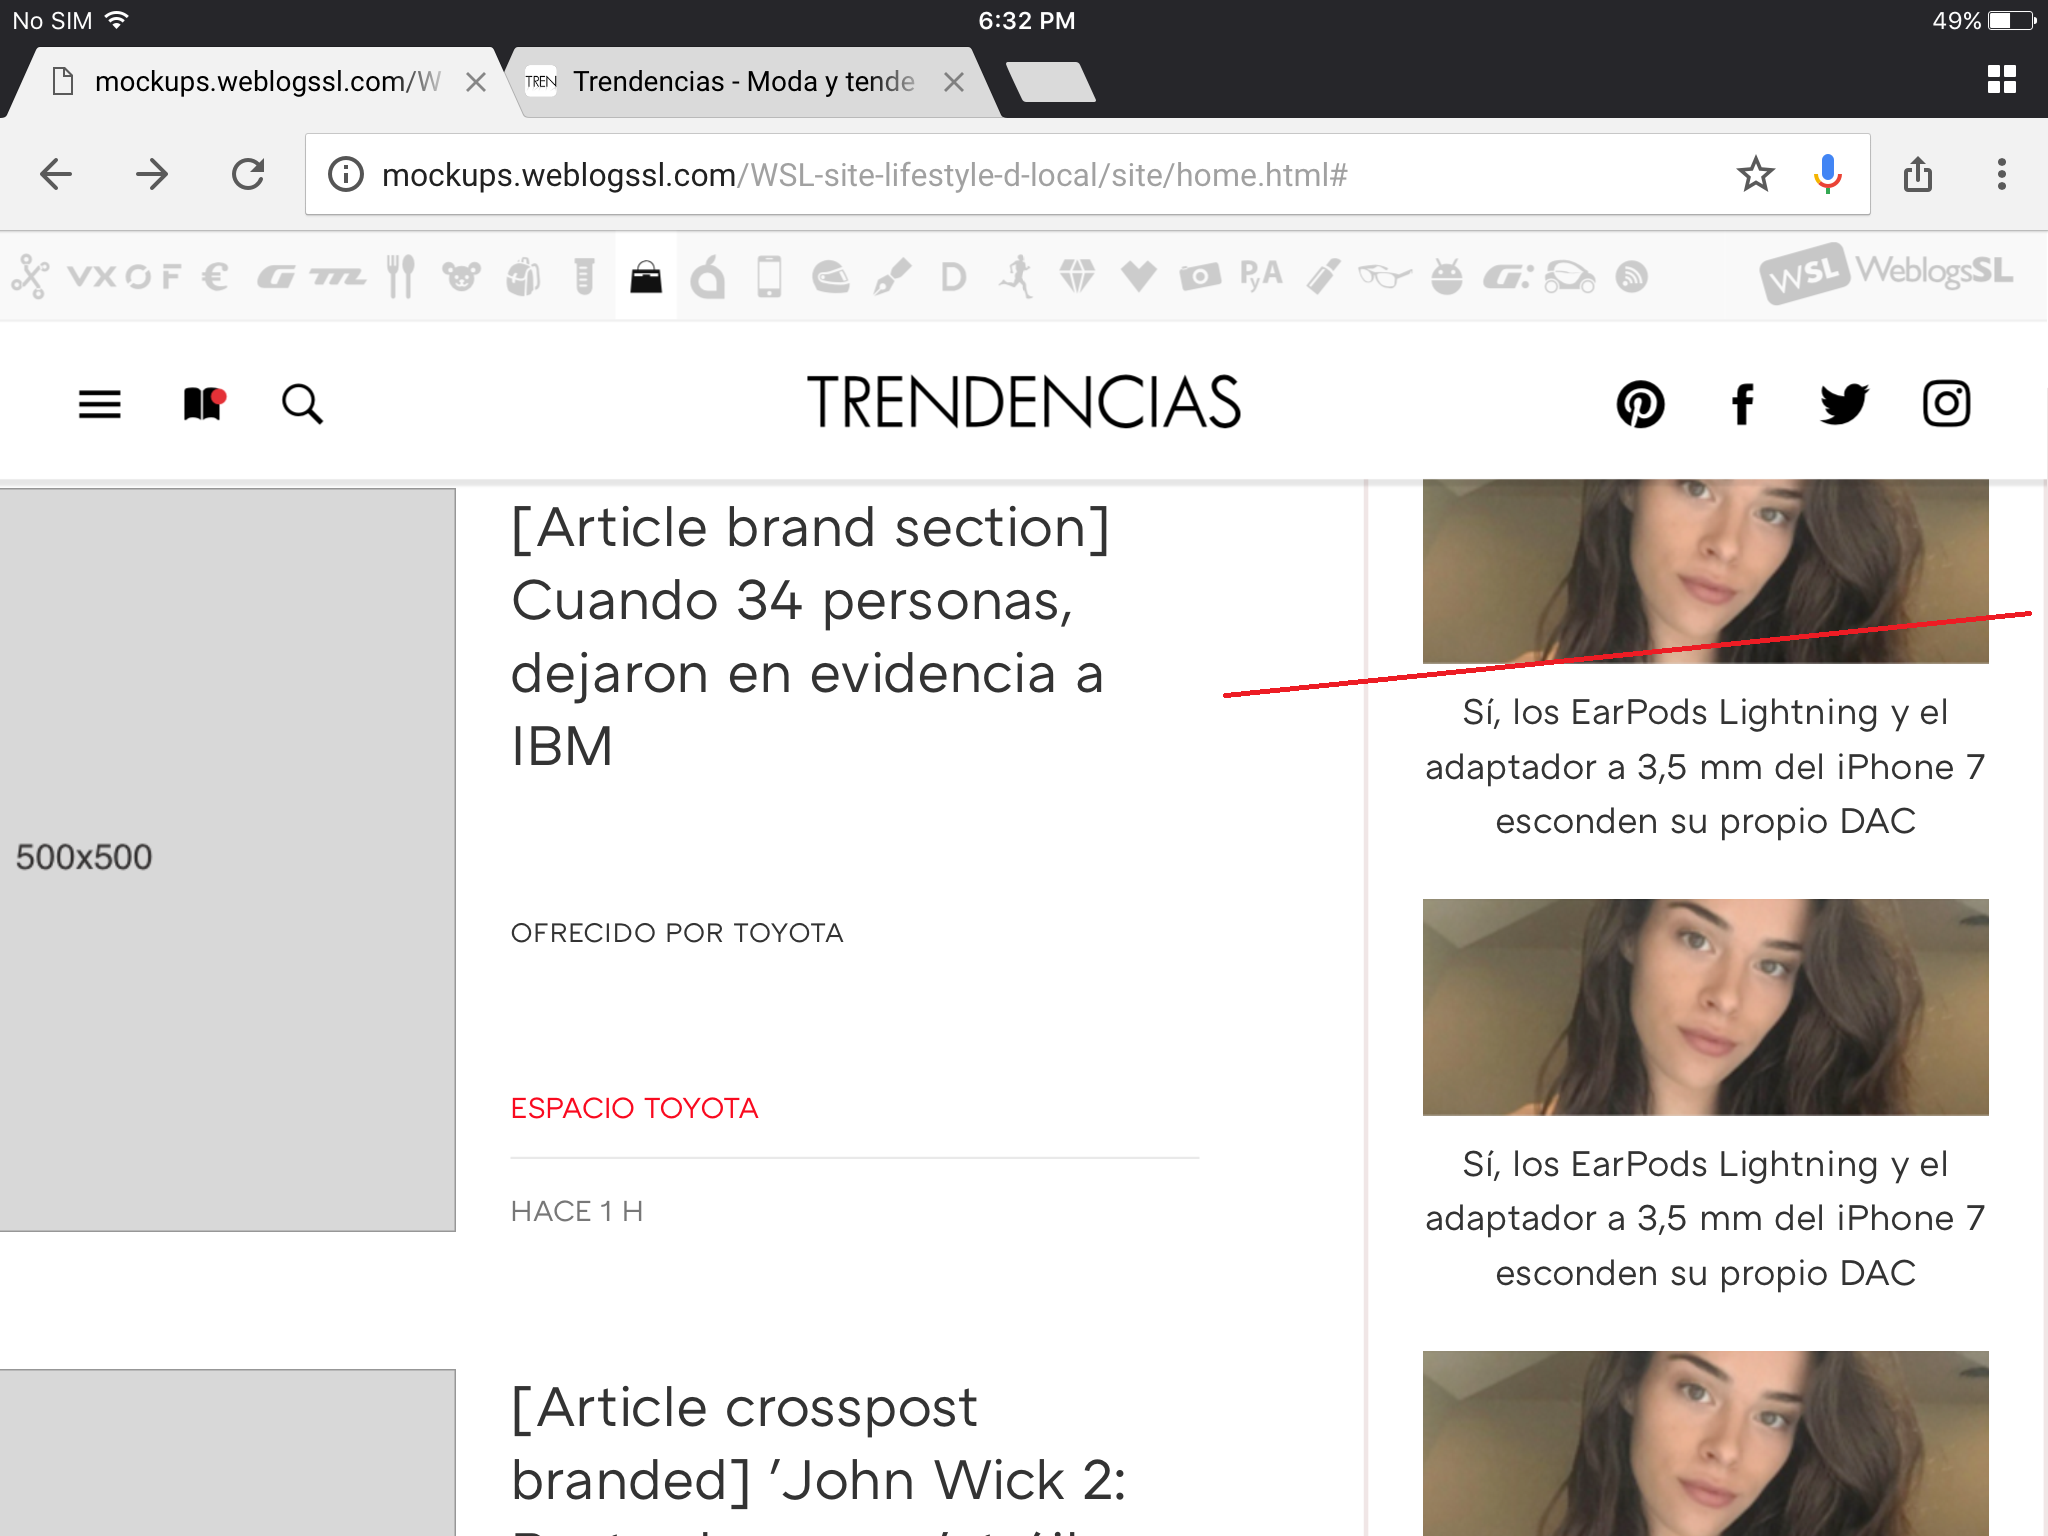 No SIM 6:32 PM 49%
mockups.weblogssl.com/W
TREN Trendencias - Moda y tende
mockups.weblogssl.com/WSL-site-lifestyle-d-local/site/home.html#
VX O F € G D PyA G: WSL WeblogsSL
TRENDENCIAS
[Article brand section]
Cuando 34 personas,
dejaron en evidencia a
IBM
500x500
OFRECIDO POR TOYOTA
ESPACIO TOYOTA
HACE 1 H
[Article crosspost
branded] ’John Wick 2:
Sí, los EarPods Lightning y el
adaptador a 3,5 mm del iPhone 7
esconden su propio DAC
Sí, los EarPods Lightning y el
adaptador a 3,5 mm del iPhone 7
esconden su propio DAC